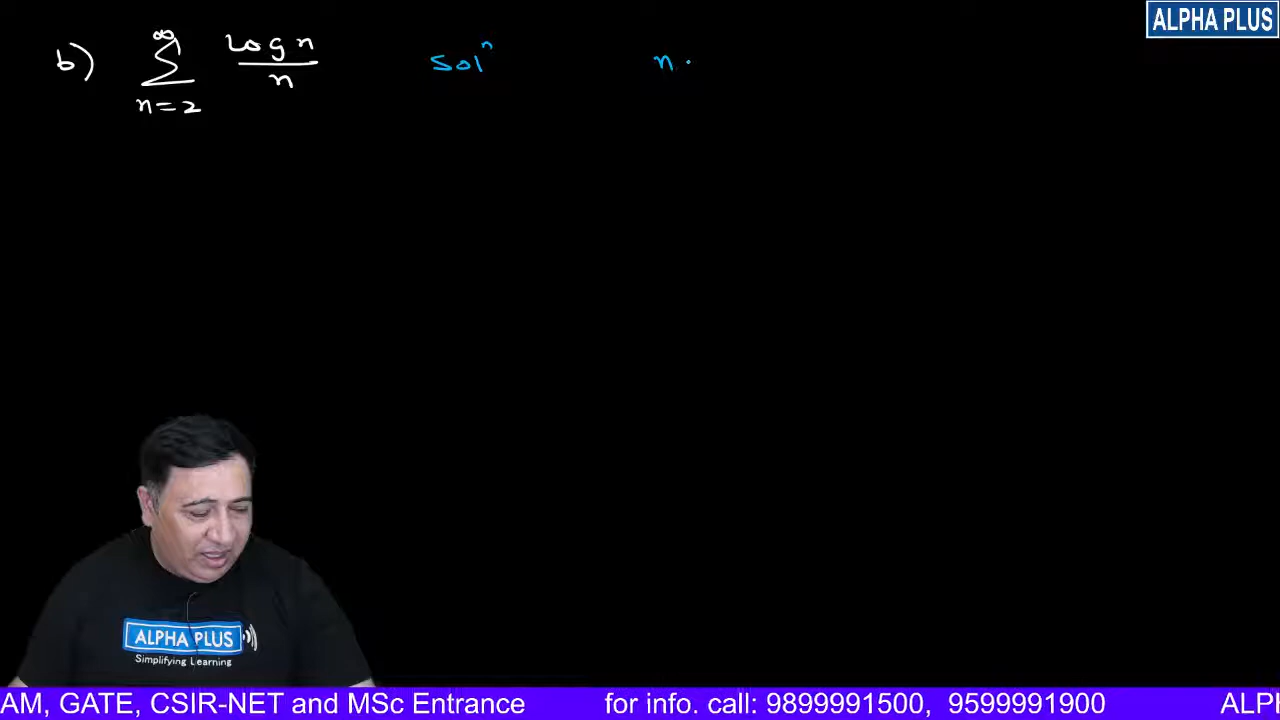 ALPHA PLUS
b) ∞ Σ n=2 log n / n solⁿ n .
ALPHA PLUS
Simplifying Learning
AM, GATE, CSIR-NET and MSc Entrance for info. call: 9899991500, 9599991900 ALPH